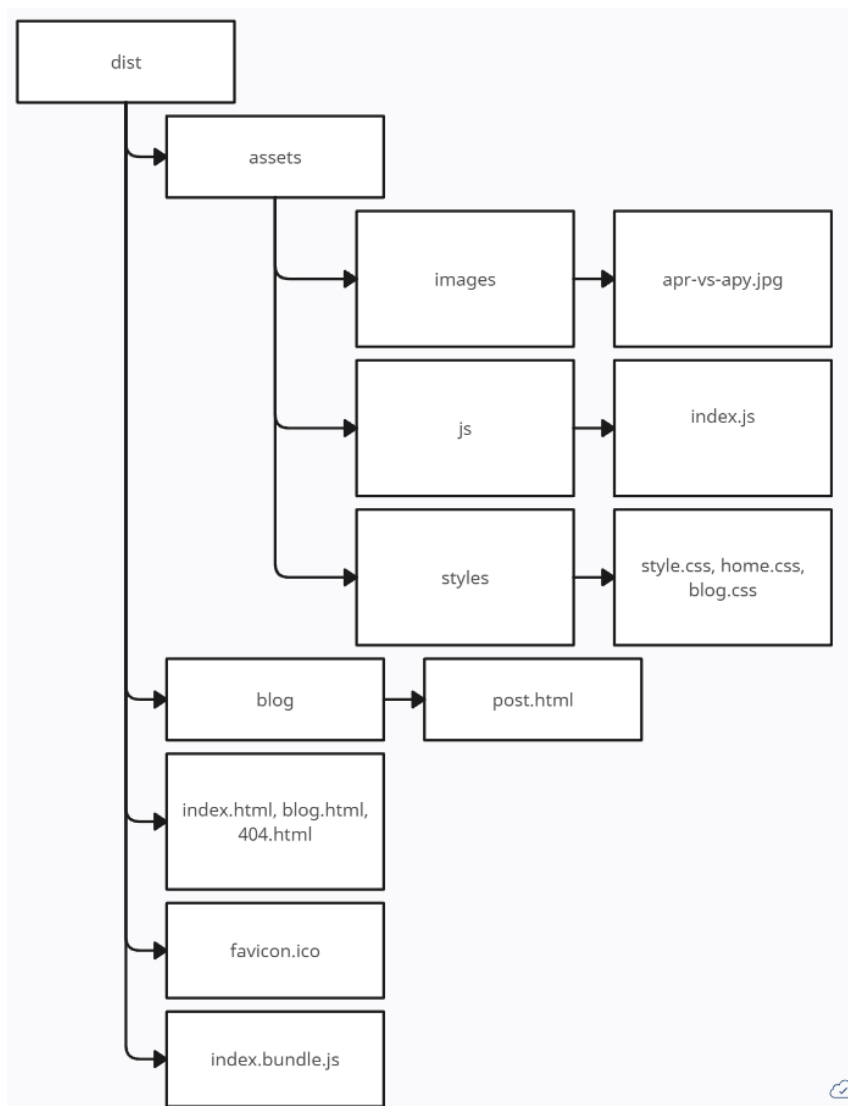 dist
assets
images
apr-vs-apy.jpg
js
index.js
styles
style.css, home.css,
blog.css
blog
post.html
index.html, blog.html,
404.html
favicon.ico
index.bundle.js